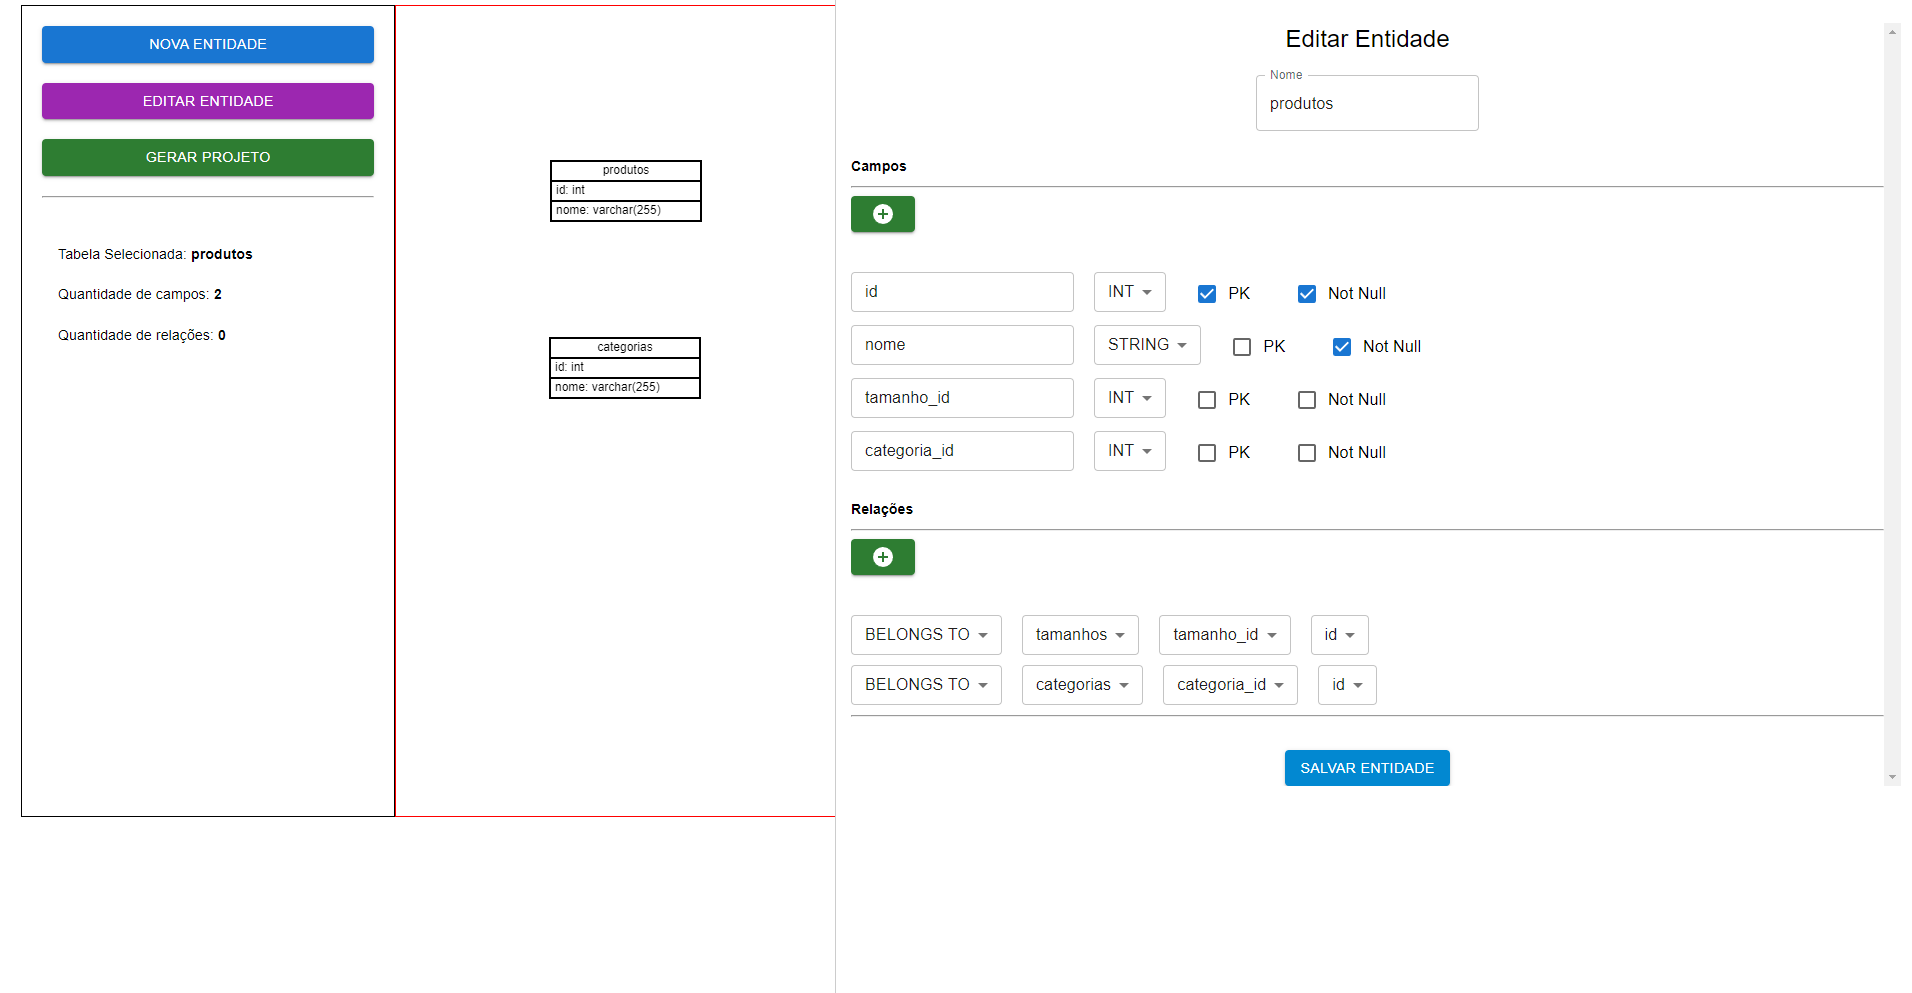 NOVA ENTIDADE
EDITAR ENTIDADE
GERAR PROJETO
Tabela Selecionada: produtos
Quantidade de campos: 2
Quantidade de relações: 0
produtos
id: int
nome: varchar(255)
categorias
id: int
nome: varchar(255)
Editar Entidade
Nome
produtos
Campos
id INT PK Not Null
nome STRING PK Not Null
tamanho_id INT PK Not Null
categoria_id INT PK Not Null
Relações
BELONGS TO tamanhos tamanho_id id
BELONGS TO categorias categoria_id id
SALVAR ENTIDADE